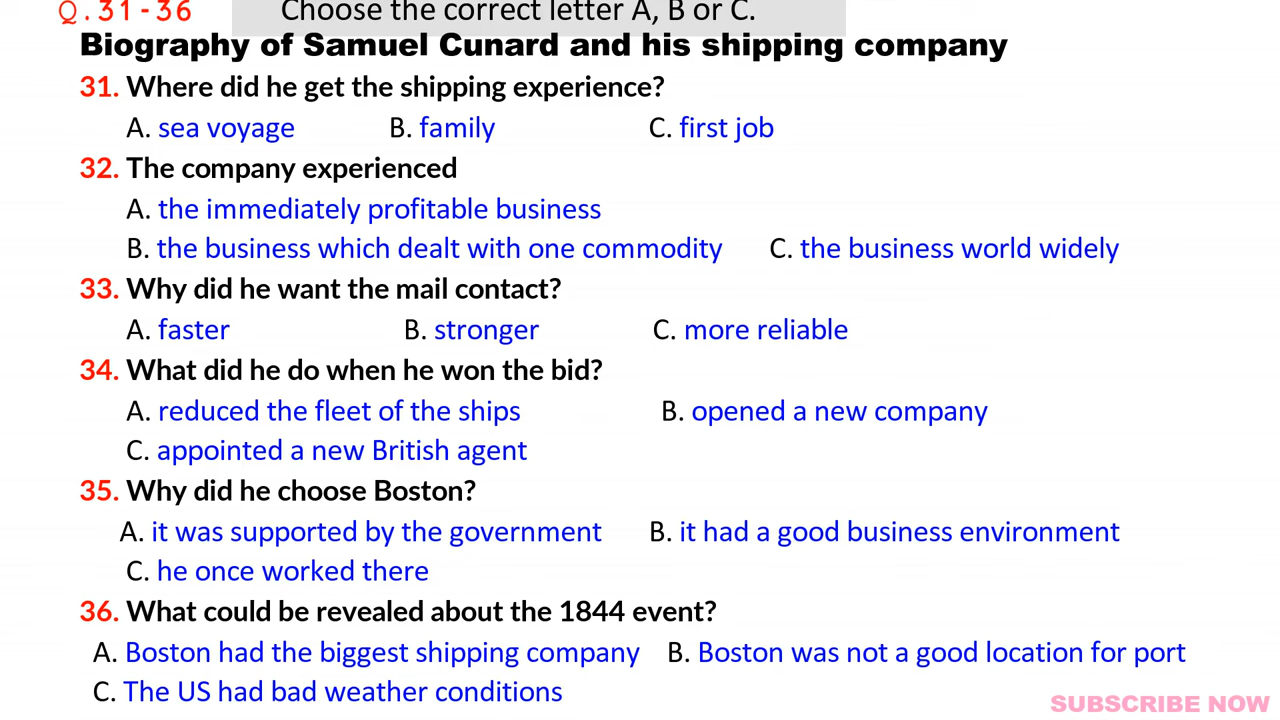 Q.31-36 Choose the correct letter A, B or C.
Biography of Samuel Cunard and his shipping company
31. Where did he get the shipping experience?
A. sea voyage B. family C. first job
32. The company experienced
A. the immediately profitable business
B. the business which dealt with one commodity C. the business world widely
33. Why did he want the mail contact?
A. faster B. stronger C. more reliable
34. What did he do when he won the bid?
A. reduced the fleet of the ships B. opened a new company
C. appointed a new British agent
35. Why did he choose Boston?
A. it was supported by the government B. it had a good business environment
C. he once worked there
36. What could be revealed about the 1844 event?
A. Boston had the biggest shipping company B. Boston was not a good location for port
C. The US had bad weather conditions
SUBSCRIBE NOW